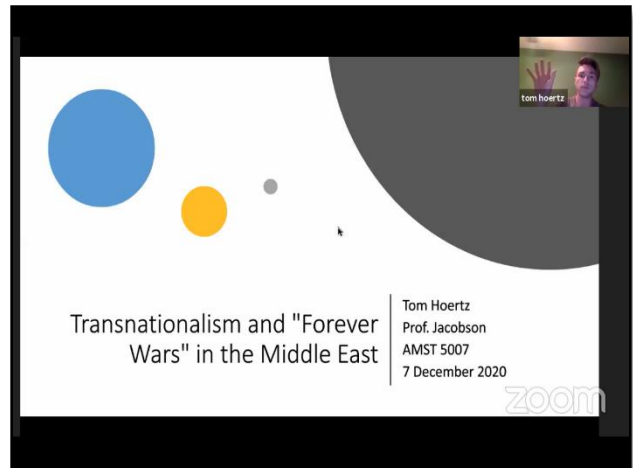 tom hoertz
Transnationalism and "Forever
Wars" in the Middle East
Tom Hoertz
Prof. Jacobson
AMST 5007
7 December 2020
zoom